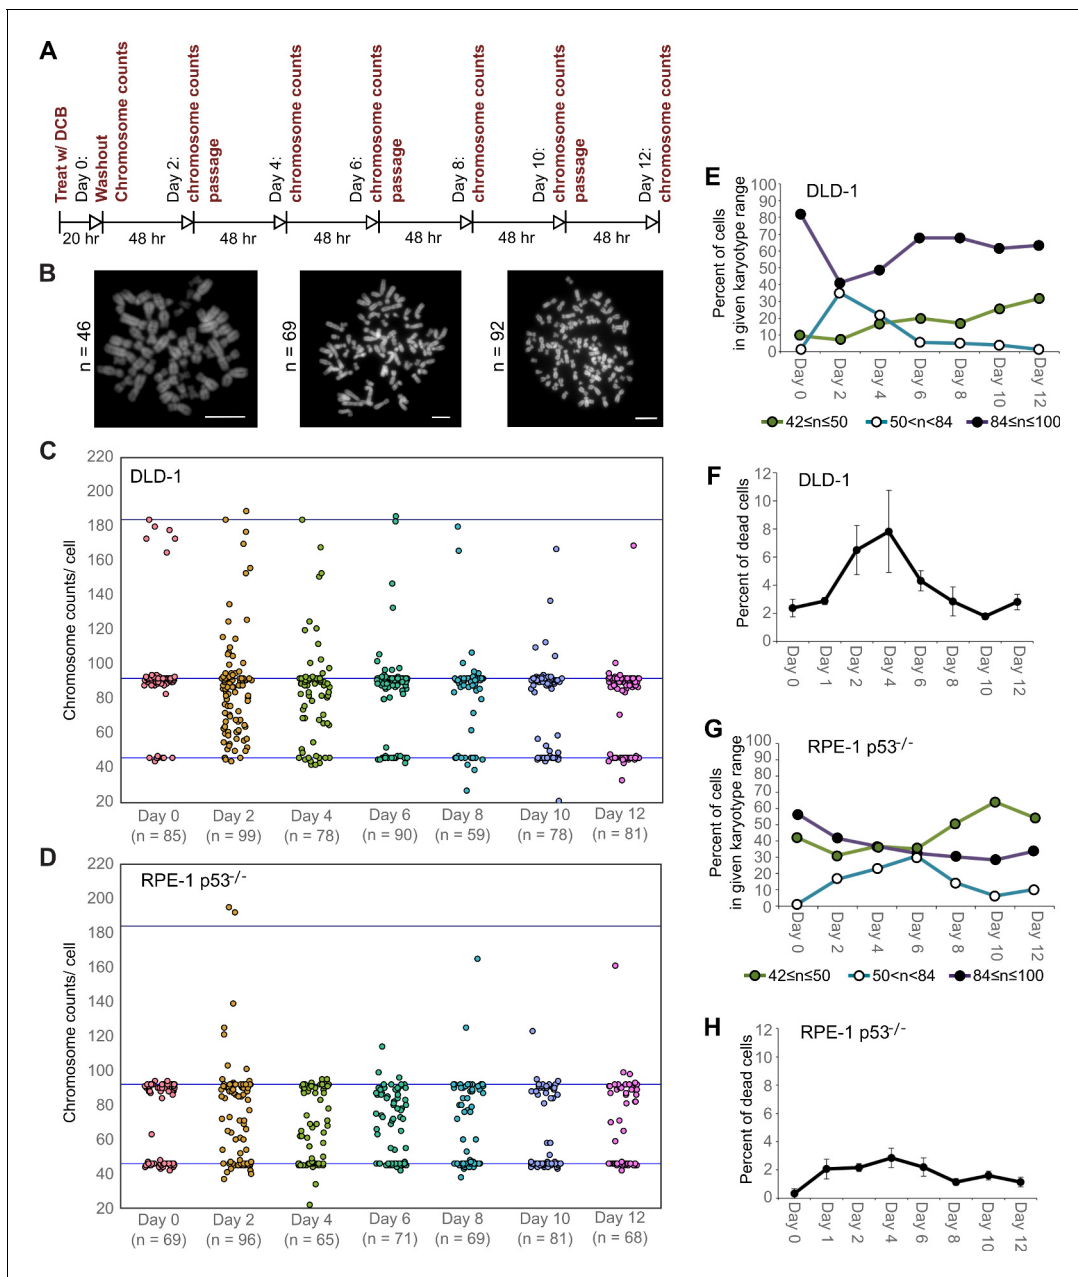 A
Treat w/ DCB
Day 0:
Washout
Chromosome counts
Day 2:
chromosome counts
passage
Day 4:
chromosome counts
Day 6:
chromosome counts
passage
Day 8:
chromosome counts
Day 10:
chromosome counts
passage
Day 12:
chromosome counts
20 hr
48 hr
48 hr
48 hr
48 hr
48 hr
48 hr
B
n = 46
n = 69
n = 92
C
DLD-1
Chromosome counts/ cell
220
200
180
160
140
120
100
80
60
40
20
Day 0 Day 2 Day 4 Day 6 Day 8 Day 10 Day 12
(n = 85) (n = 99) (n = 78) (n = 90) (n = 59) (n = 78) (n = 81)
D
RPE-1 p53-/-
Chromosome counts/ cell
220
200
180
160
140
120
100
80
60
40
20
Day 0 Day 2 Day 4 Day 6 Day 8 Day 10 Day 12
(n = 69) (n = 96) (n = 65) (n = 71) (n = 69) (n = 81) (n = 68)
E
DLD-1
Percent of cells
in given karyotype range
100
90
80
70
60
50
40
30
20
10
0
Day 0
Day 2
Day 4
Day 6
Day 8
Day 10
Day 12
42≤n≤50 50<n<84 84≤n≤100
F
DLD-1
Percent of dead cells
12
10
8
6
4
2
0
Day 0
Day 1
Day 2
Day 4
Day 6
Day 8
Day 10
Day 12
G
RPE-1 p53-/-
Percent of cells
in given karyotype range
100
90
80
70
60
50
40
30
20
10
0
Day 0
Day 2
Day 4
Day 6
Day 8
Day 10
Day 12
42≤n≤50 50<n<84 84≤n≤100
H
RPE-1 p53-/-
Percent of dead cells
12
10
8
6
4
2
0
Day 0
Day 1
Day 2
Day 4
Day 6
Day 8
Day 10
Day 12